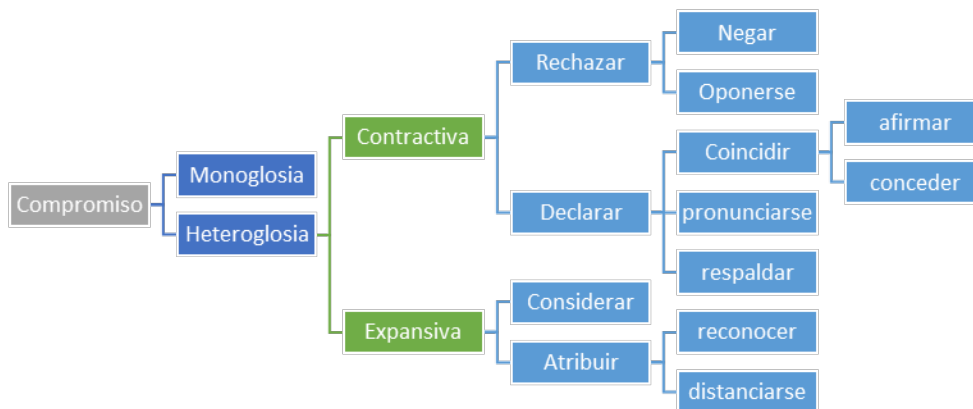 Compromiso
Monoglosia
Heteroglosia
Contractiva
Rechazar
Negar
Oponerse
Declarar
Coincidir
afirmar
conceder
pronunciarse
respaldar
Expansiva
Considerar
Atribuir
reconocer
distanciarse